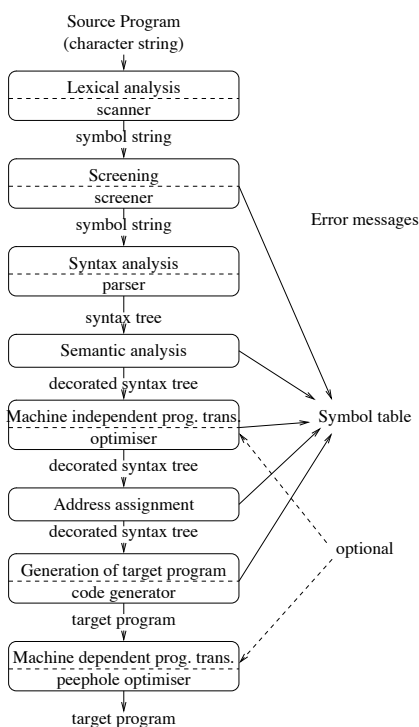 Source Program
(character string)
Lexical analysis
scanner
symbol string
Screening
screener
Error messages
symbol string
Syntax analysis
parser
syntax tree
Semantic analysis
decorated syntax tree
Machine independent prog. trans.
optimiser
Symbol table
decorated syntax tree
Address assignment
decorated syntax tree
optional
Generation of target program
code generator
target program
Machine dependent prog. trans.
peephole optimiser
target program